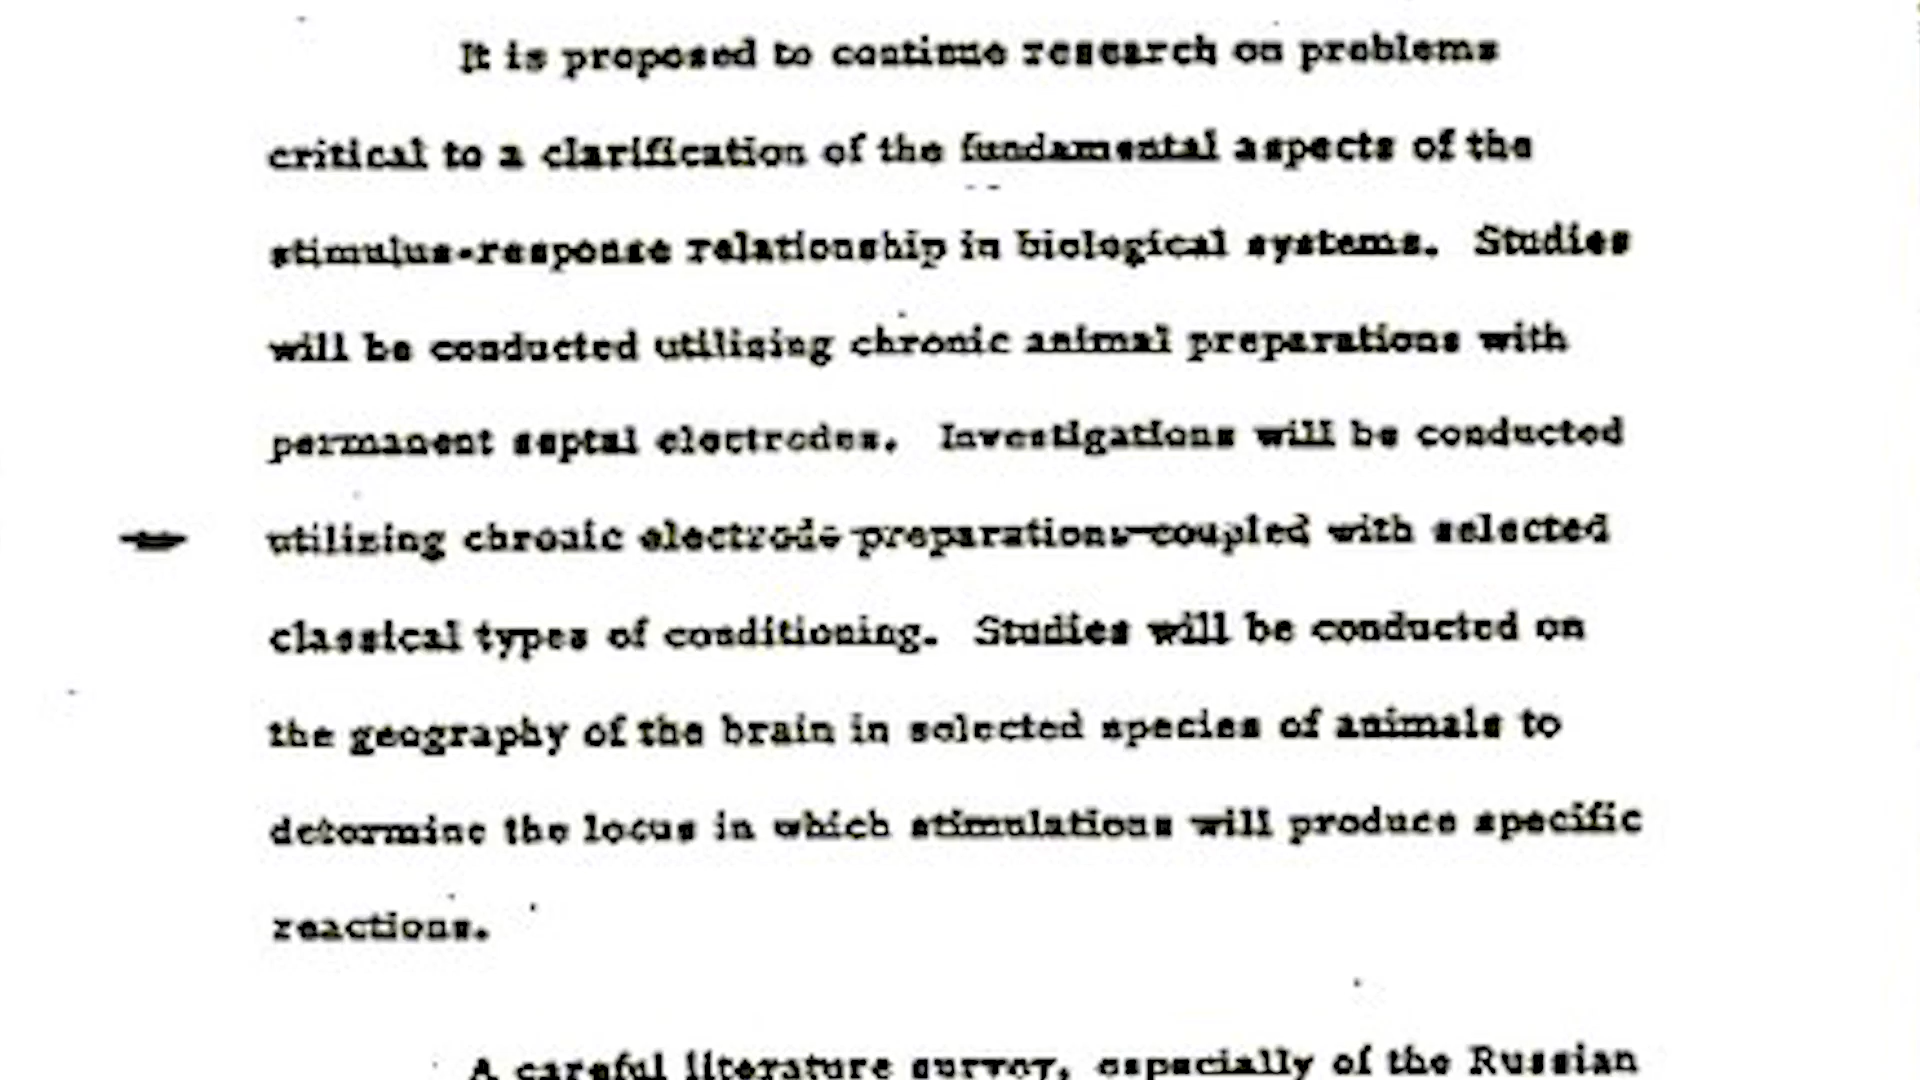 It is proposed to continue research on problems
critical to a clarification of the fundamental aspects of the
stimulus-response relationship in biological systems. Studies
will be conducted utilizing chronic animal preparations with
permanent septal electrodes. Investigations will be conducted
utilizing chronic electrode preparations coupled with selected
classical types of conditioning. Studies will be conducted on
the geography of the brain in selected species of animals to
determine the locus in which stimulations will produce specific
reactions.
A careful literature survey, especially of the Russian